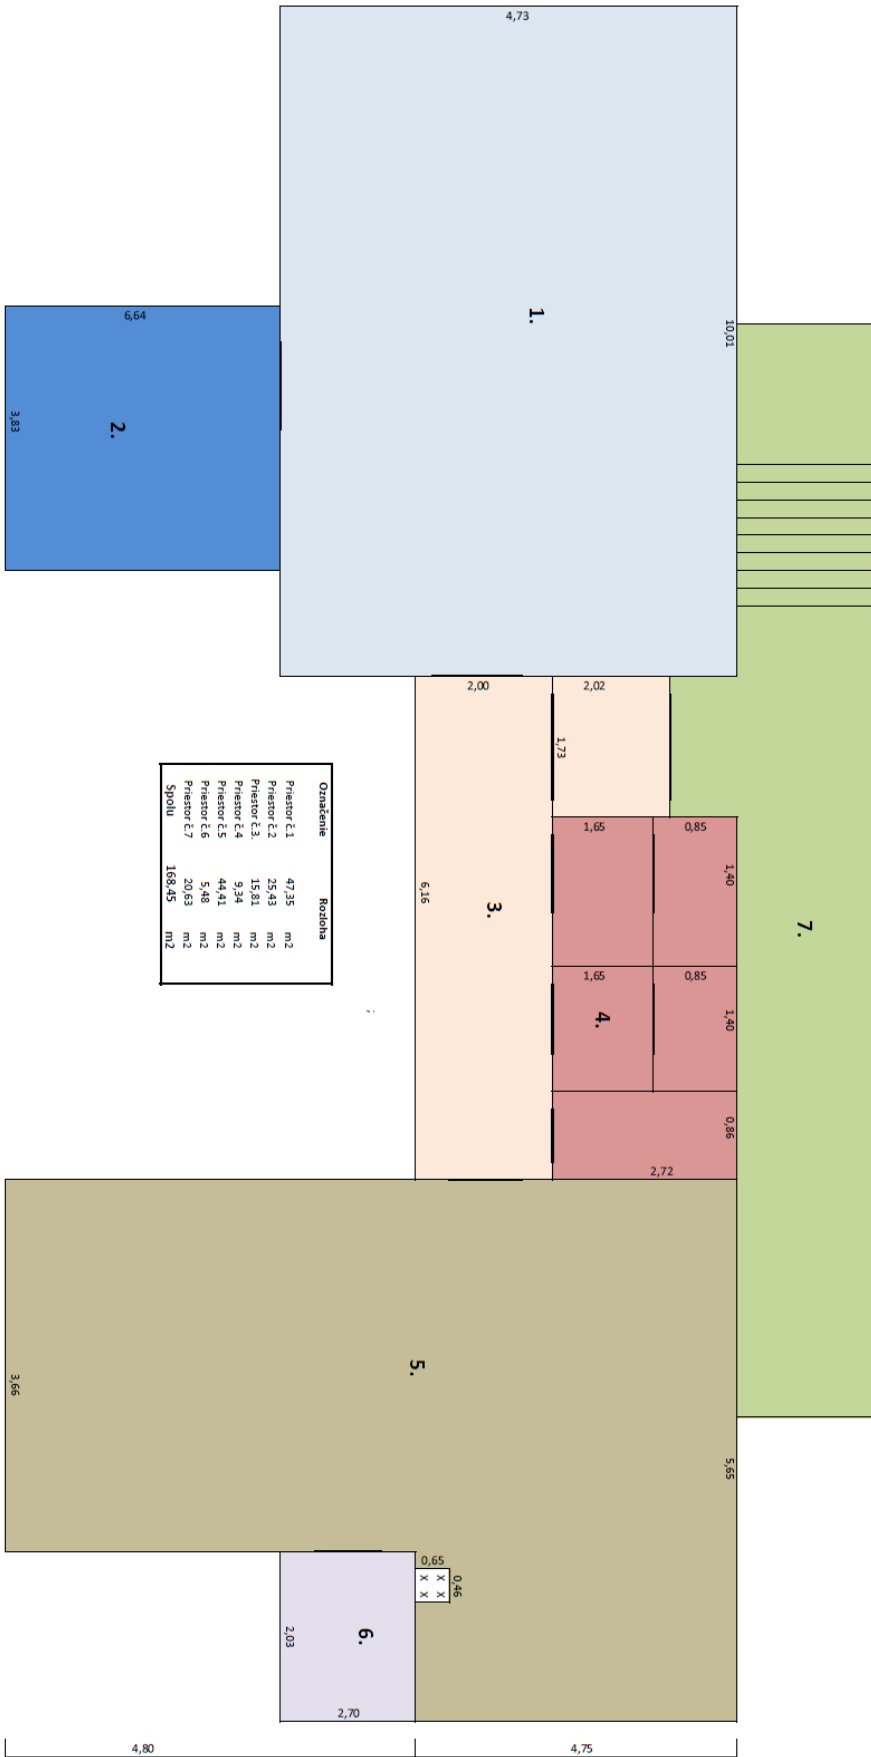 4,73
1.
10,01
6,64
2.
3,83
2,00
2,02
1,73
1,65
0,85
1,40
6,16
3.
7.
1,65
0,85
4.
1,40
0,86
2,72
Označenie Rozloha
Priestor č.1 47,35 m2
Priestor č.2 25,43 m2
Priestor č.3. 15,81 m2
Priestor č.4 9,34 m2
Priestor č.5 44,41 m2
Priestor č.6 5,48 m2
Priestor č.7 20,63 m2
Spolu 168,45 m2
;
5.
3,66
5,65
0,65
0,46
X X
X X
6.
2,03
2,70
4,80
4,75